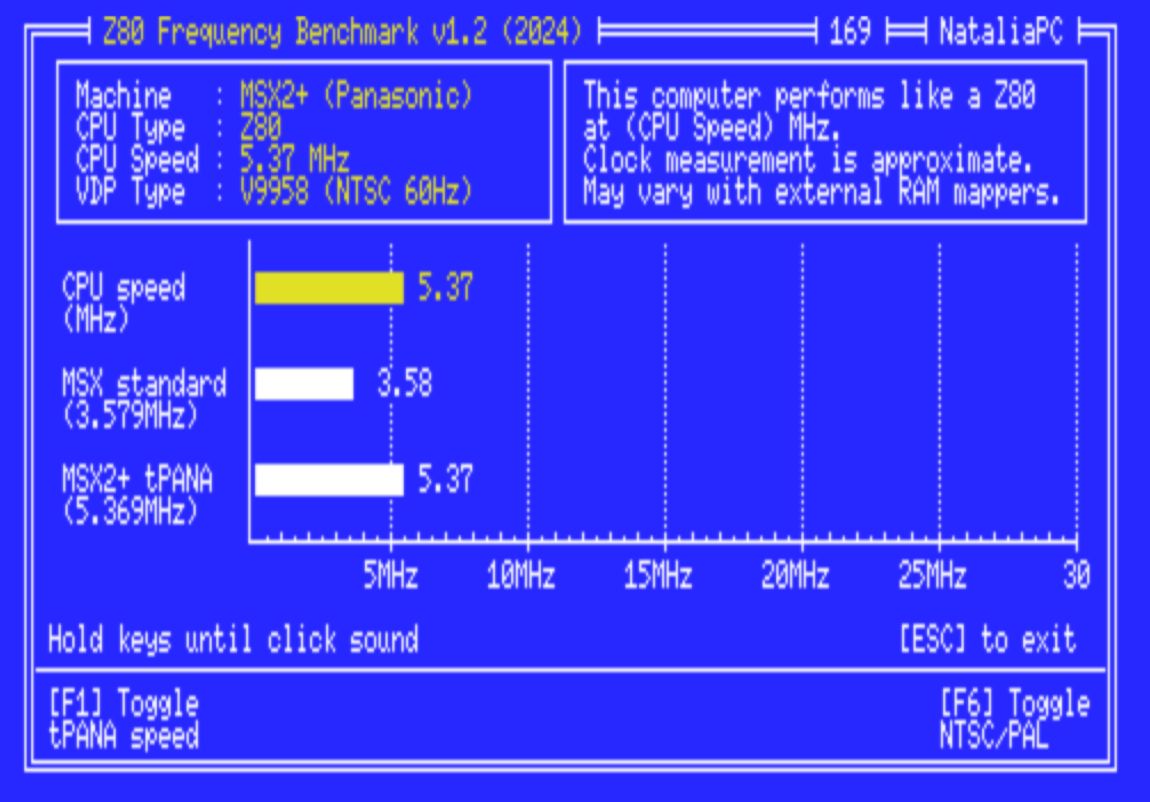 Z80 Frequency Benchmark v1.2 (2024) 169 NataliaPC
Machine : MSX2+ (Panasonic)
CPU Type : Z80
CPU Speed : 5.37 MHz
VDP Type : V9958 (NTSC 60Hz)
This computer performs like a Z80
at (CPU Speed) MHz.
Clock measurement is approximate.
May vary with external RAM mappers.
CPU speed
(MHz)
5.37
MSX standard
(3.579MHz)
3.58
MSX2+ tPANA
(5.369MHz)
5.37
5MHz 10MHz 15MHz 20MHz 25MHz 30
Hold keys until click sound
[ESC] to exit
[F1] Toggle
tPANA speed
[F6] Toggle
NTSC/PAL